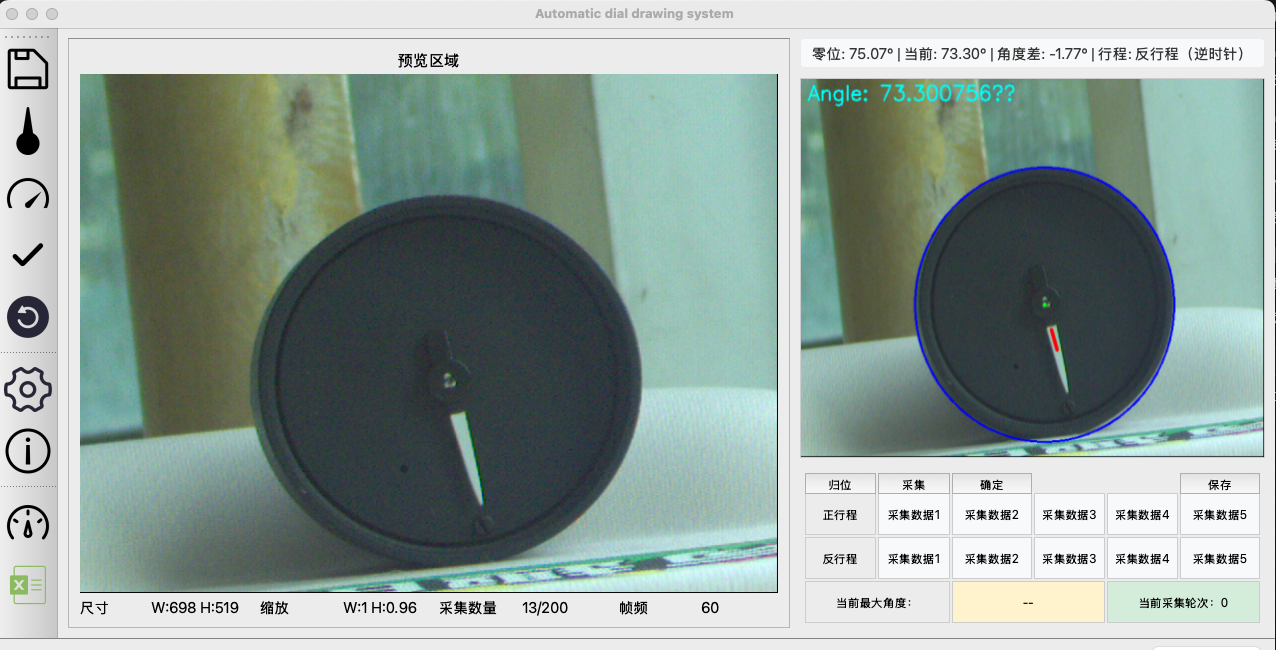 Automatic dial drawing system
预览区域
零位: 75.07° | 当前: 73.30° | 角度差: -1.77° | 行程: 反行程（逆时针）
Angle: 73.300756??
归位 采集 确定 保存
正行程 采集数据1 采集数据2 采集数据3 采集数据4 采集数据5
反行程 采集数据1 采集数据2 采集数据3 采集数据4 采集数据5
当前最大角度: -- 当前采集轮次: 0
尺寸 W:698 H:519 缩放 W:1 H:0.96 采集数量 13/200 帧频 60